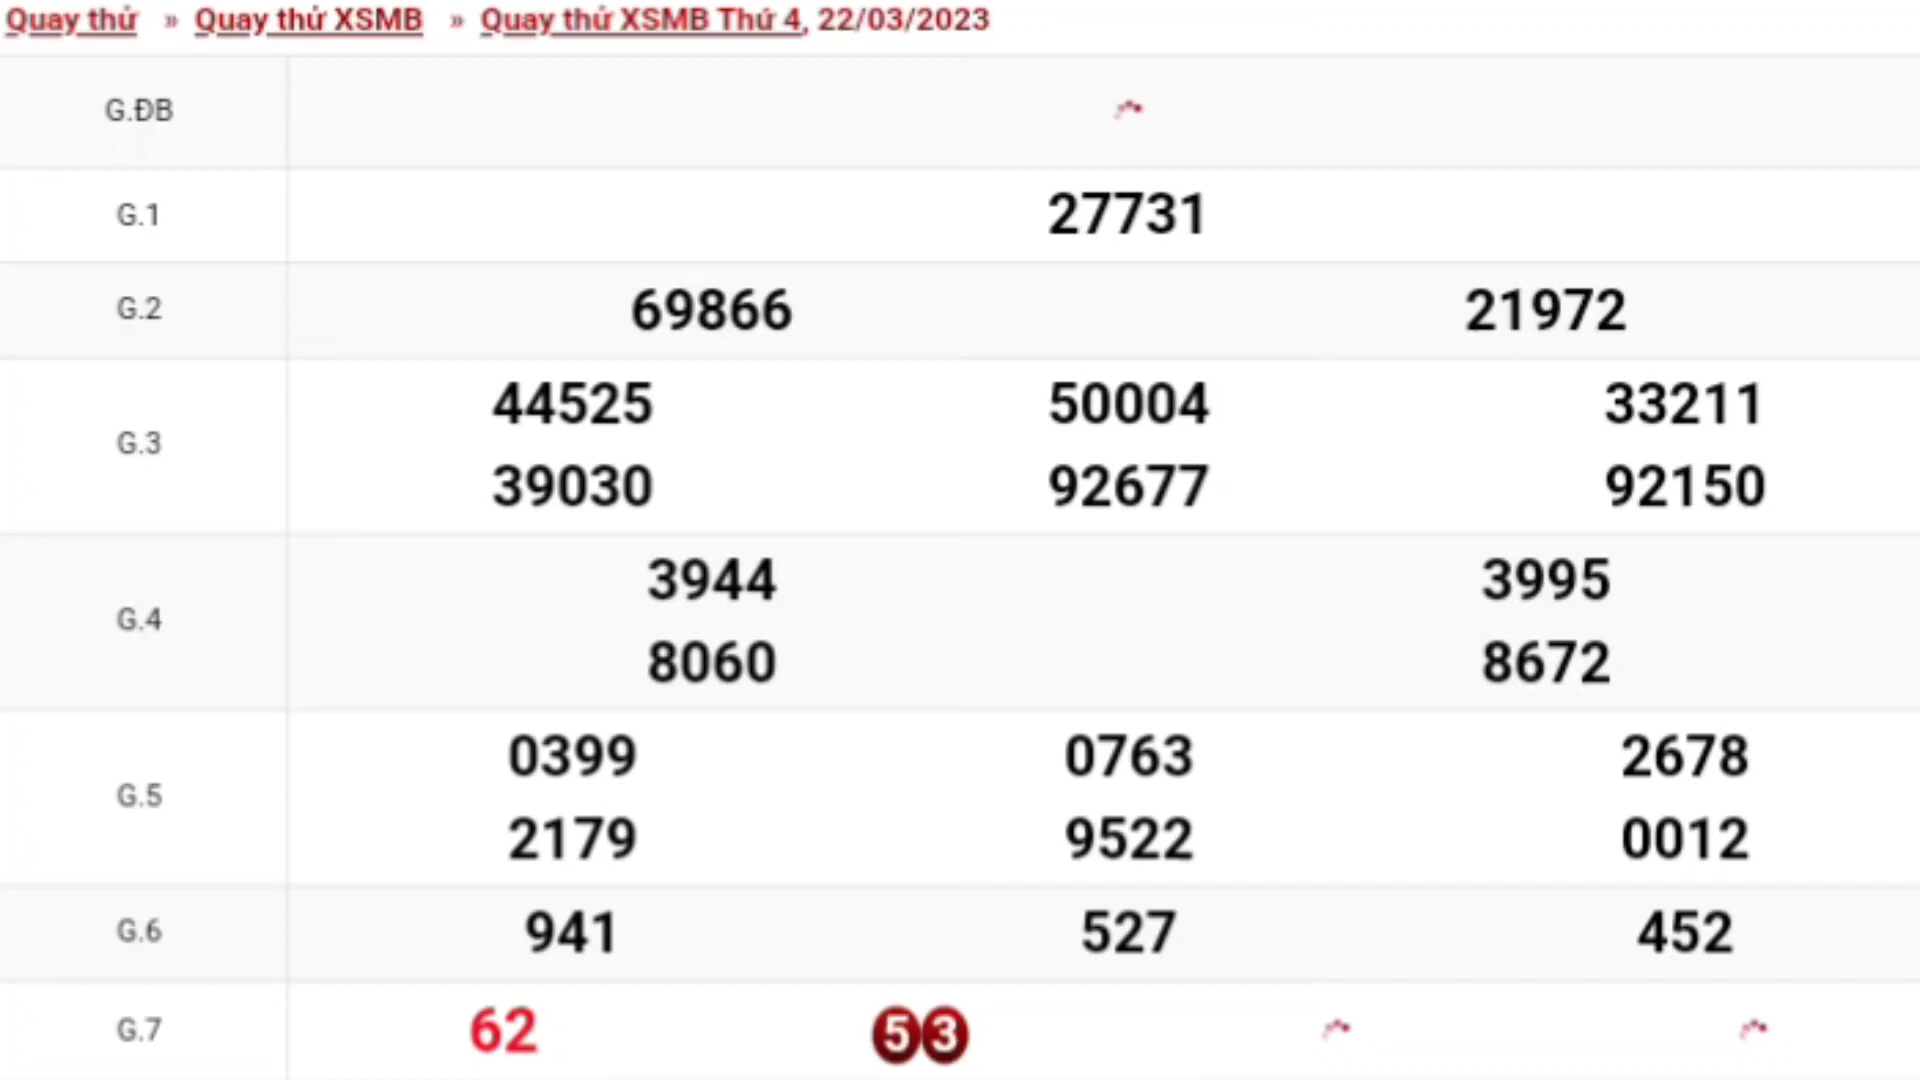 Quay thử » Quay thử XSMB » Quay thử XSMB Thứ 4, 22/03/2023
G.ĐB
G.1 27731
G.2 69866 21972
G.3 44525 50004 33211
39030 92677 92150
G.4 3944 3995
8060 8672
G.5 0399 0763 2678
2179 9522 0012
G.6 941 527 452
G.7 62 53